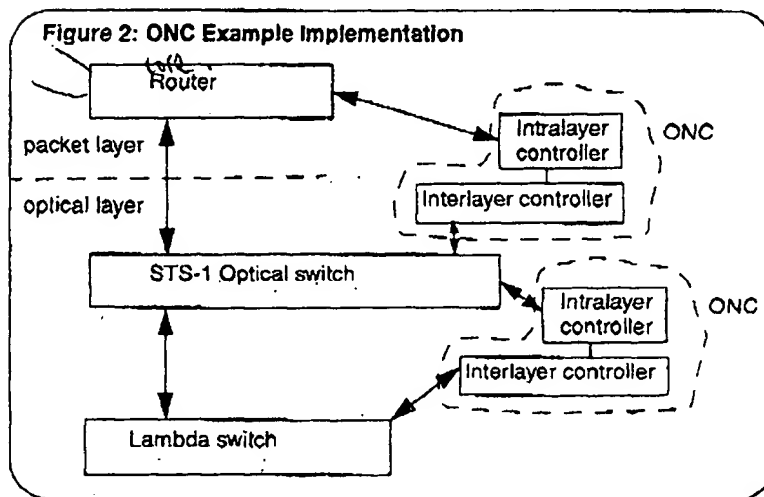 Figure 2: ONC Example Implementation
core
Router
packet layer
optical layer
Intralayer
controller
ONC
Interlayer controller
STS-1 Optical switch
Intralayer
controller
ONC
Interlayer controller
Lambda switch